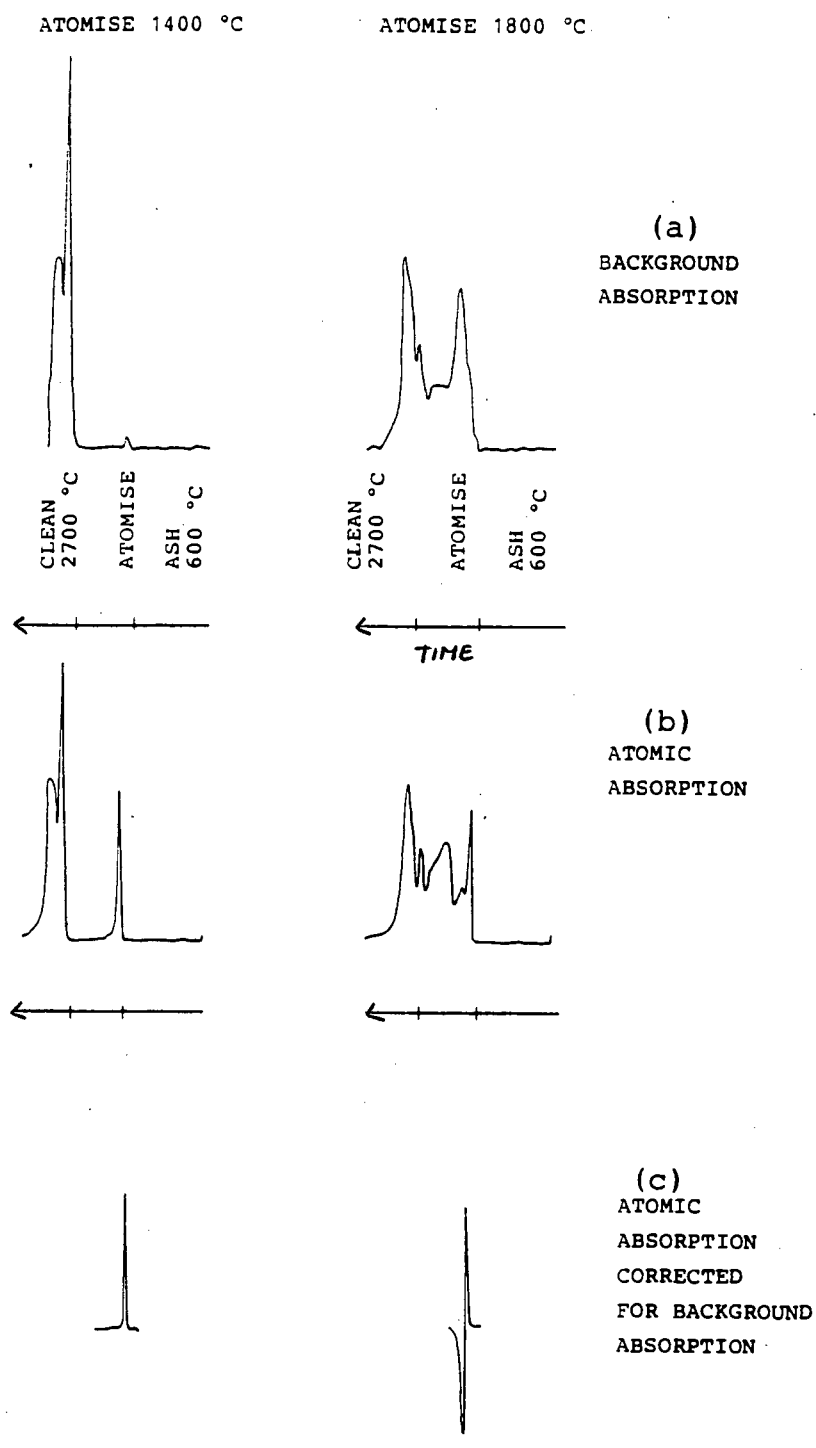 ATOMISE 1400 °C
ATOMISE 1800 °C
(a)
BACKGROUND
ABSORPTION
CLEAN
2700 °C
ATOMISE
ASH
600 °C
CLEAN
2700 °C
ATOMISE
ASH
600 °C
TIME
(b)
ATOMIC
ABSORPTION
(c)
ATOMIC
ABSORPTION
CORRECTED
FOR BACKGROUND
ABSORPTION